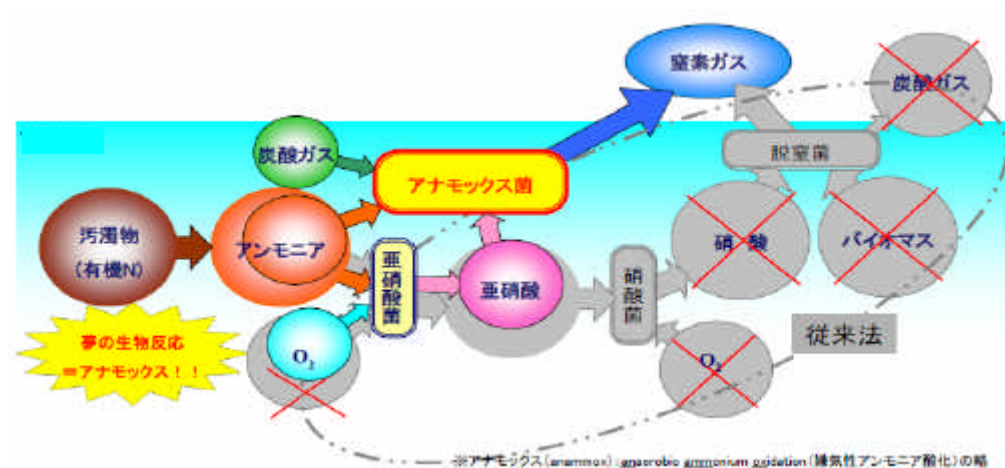 窒素ガス
炭酸ガス
炭酸ガス
脱窒菌
アナモックス菌
汚濁物
(有機N)
アンモニア
亜硝酸菌
亜硝酸
硝酸菌
硝 酸
バイオマス
夢の生物反応
=アナモックス!!
O2
O2
従来法
※アナモックス(anammox):anaerobio ammonium oxidation(嫌気性アンモニア酸化)の略